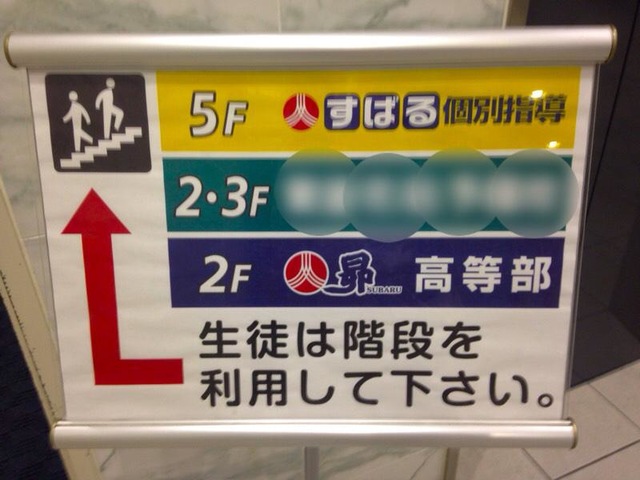 5F すばる 個別指導
2・3F
2F 昴 SUBARU 高等部
生徒は階段を
利用して下さい。